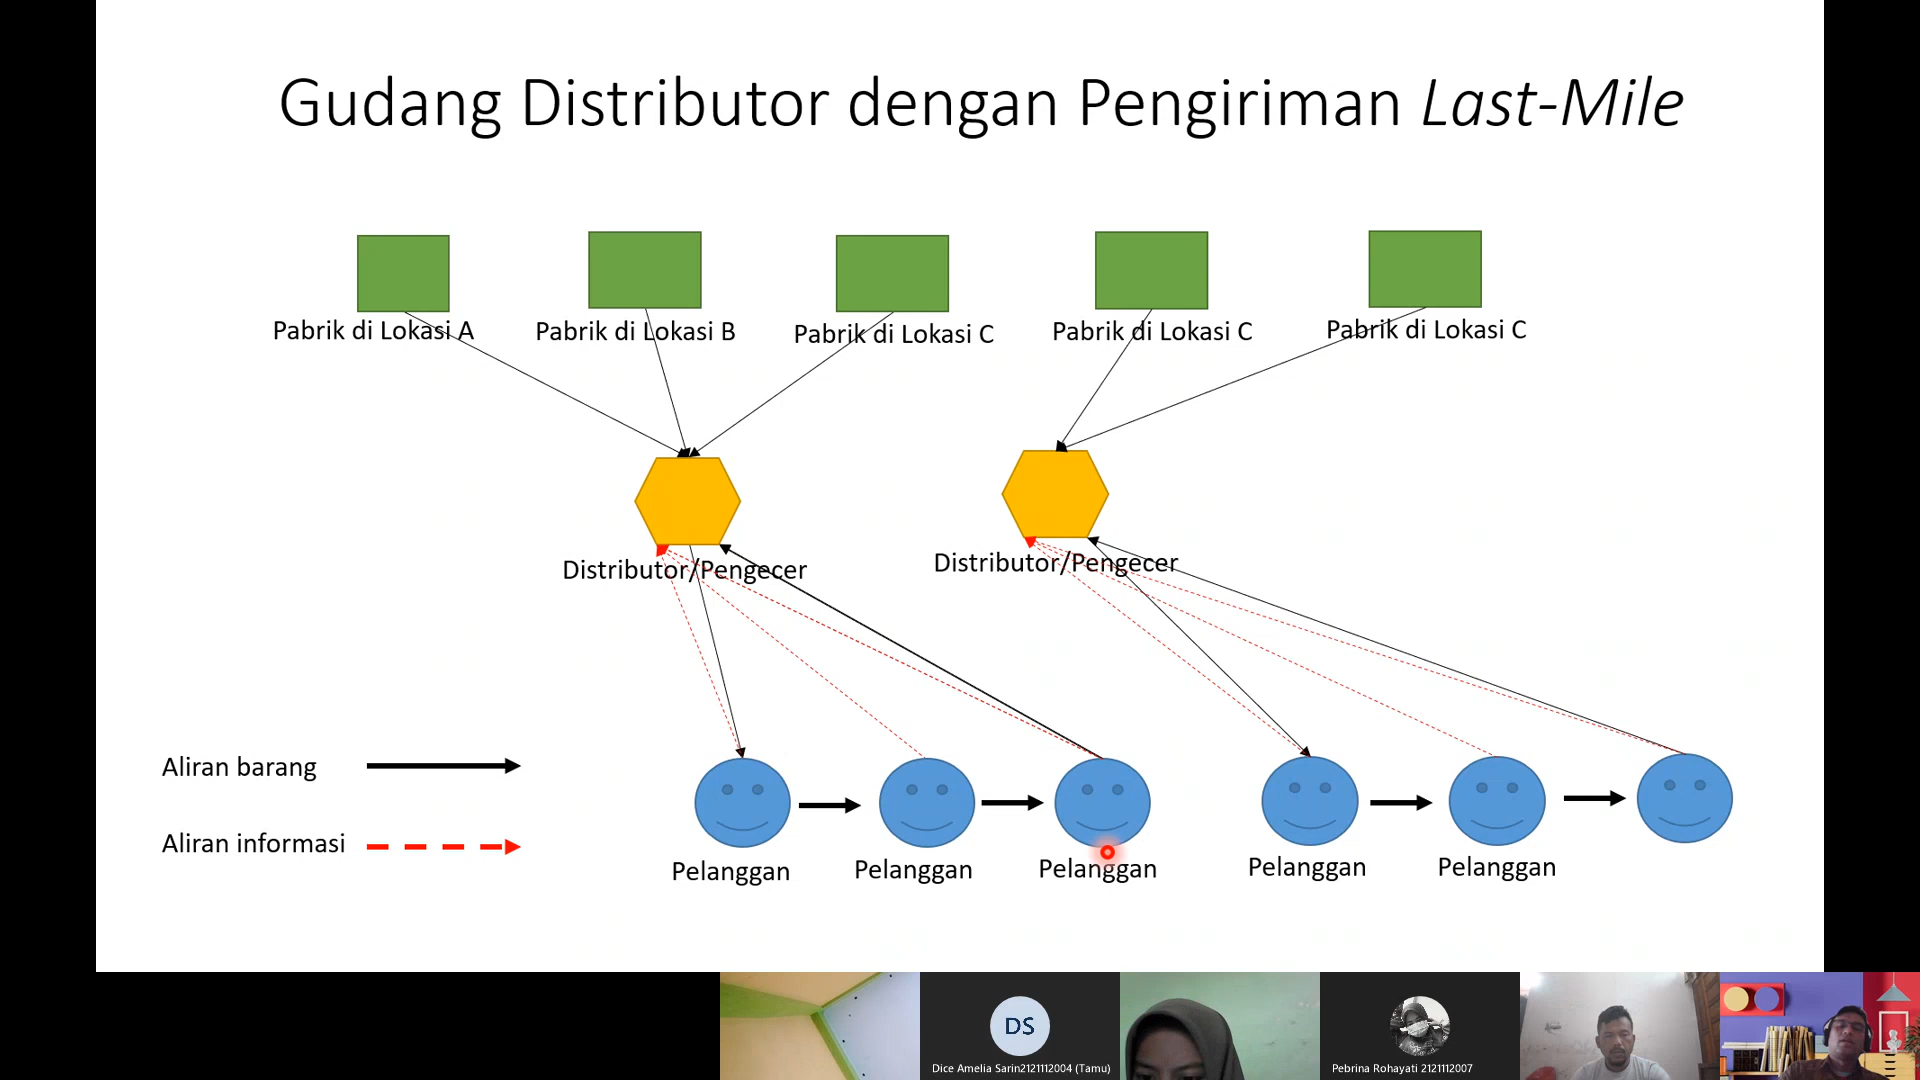 Gudang Distributor dengan Pengiriman Last-Mile
Pabrik di Lokasi A
Pabrik di Lokasi B
Pabrik di Lokasi C
Pabrik di Lokasi C
Pabrik di Lokasi C
Distributor/Pengecer
Distributor/Pengecer
Aliran barang
Aliran informasi
Pelanggan
Pelanggan
Pelanggan
Pelanggan
Pelanggan
DS
Dice Amelia Sarin2121112004 (Tamu)
Pebrina Rohayati 2121112007